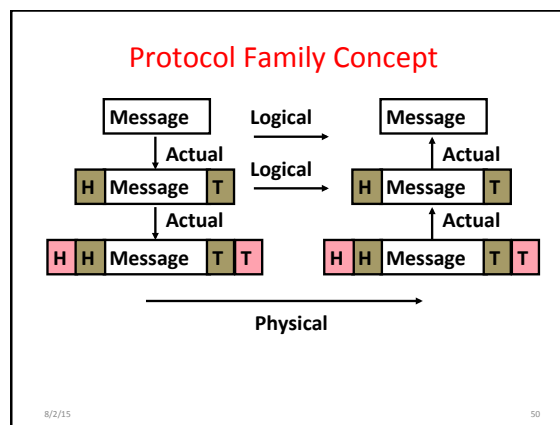 Protocol Family Concept
Message Logical Message
Actual Logical Actual
H Message T H Message T
Actual Actual
H H Message T T H H Message T T
Physical
8/2/15 50